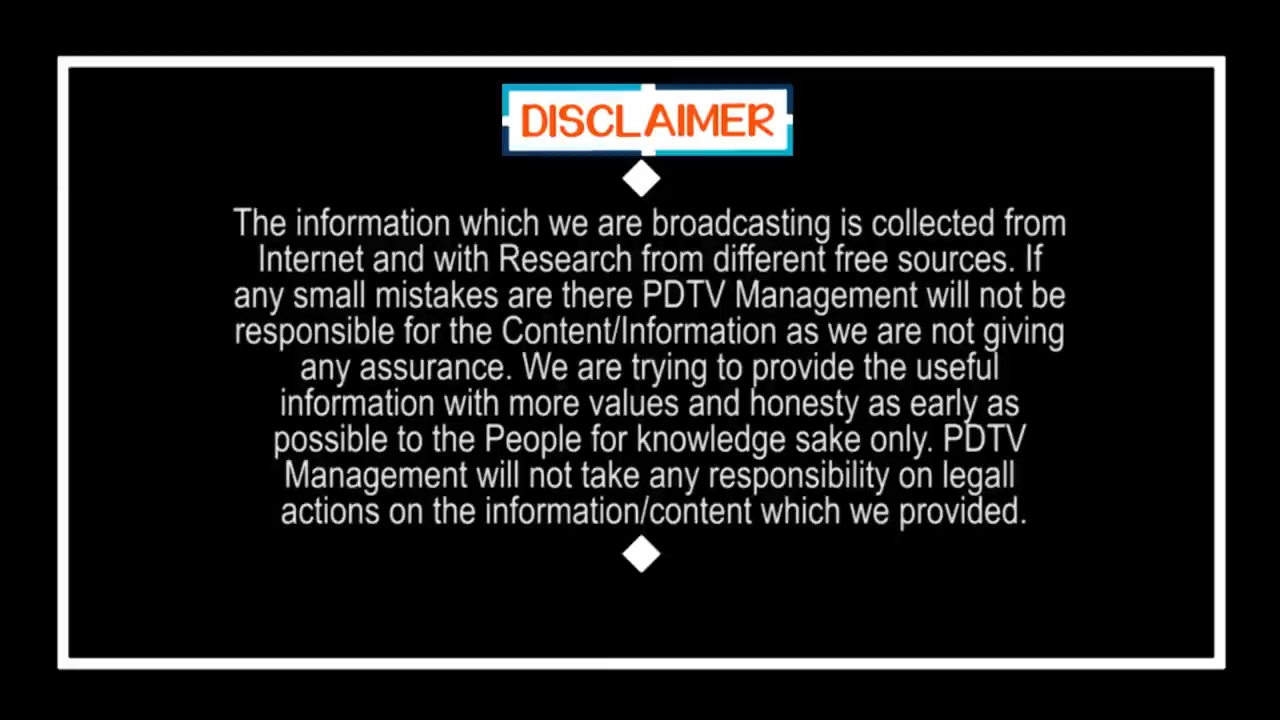 DISCLAIMER
The information which we are broadcasting is collected from
Internet and with Research from different free sources. If
any small mistakes are there PDTV Management will not be
responsible for the Content/Information as we are not giving
any assurance. We are trying to provide the useful
information with more values and honesty as early as
possible to the People for knowledge sake only. PDTV
Management will not take any responsibility on legall
actions on the information/content which we provided.